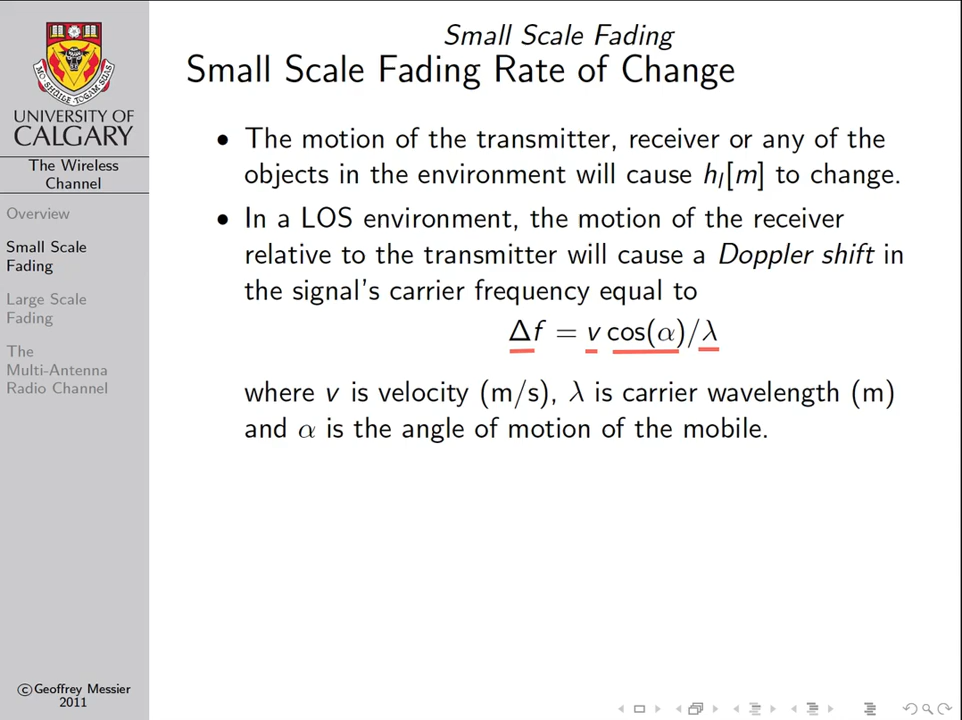 UNIVERSITY OF
CALGARY
The Wireless
Channel
Overview
Small Scale
Fading
Large Scale
Fading
The
Multi-Antenna
Radio Channel
©Geoffrey Messier
2011
Small Scale Fading
Small Scale Fading Rate of Change
• The motion of the transmitter, receiver or any of the
objects in the environment will cause hₗ[m] to change.
• In a LOS environment, the motion of the receiver
relative to the transmitter will cause a Doppler shift in
the signal's carrier frequency equal to
Δf = v cos(α)/λ
where v is velocity (m/s), λ is carrier wavelength (m)
and α is the angle of motion of the mobile.